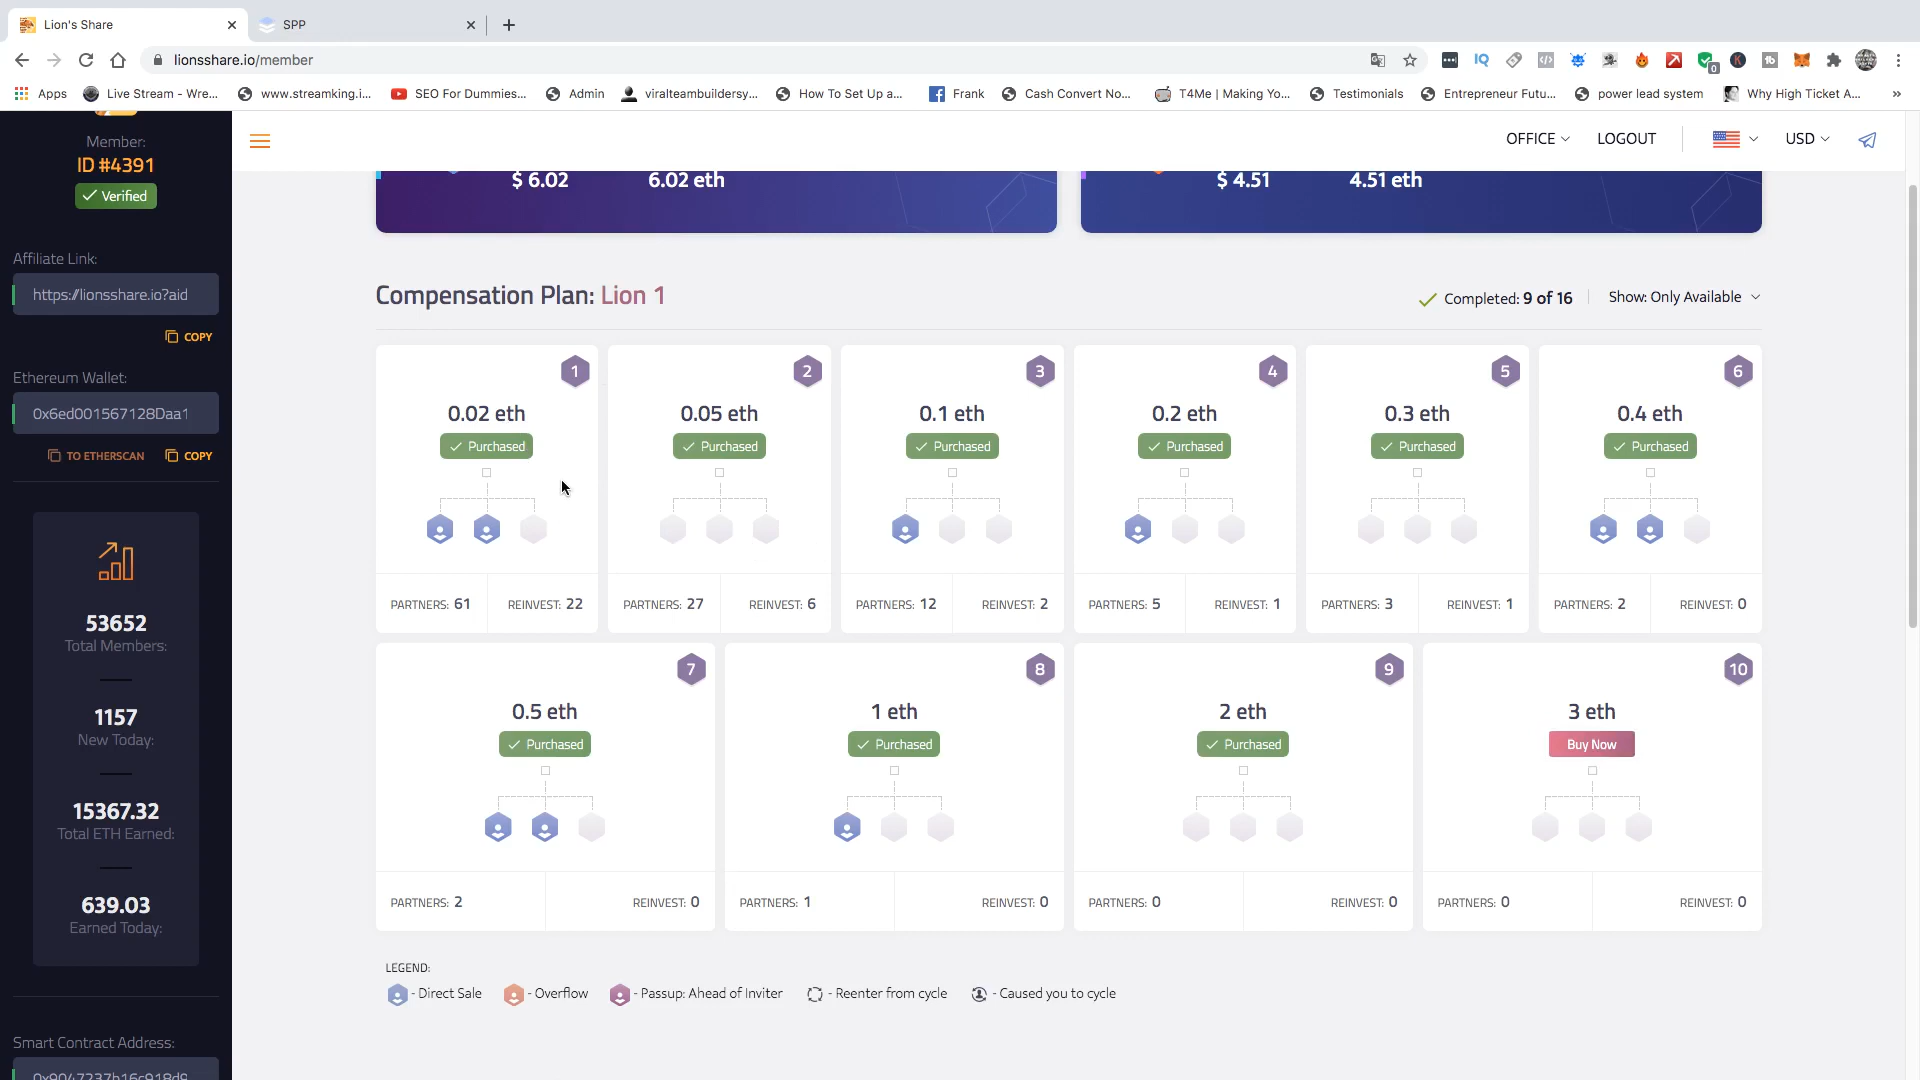 Lion's Share
SPP
lionsshare.io/member
Apps
Live Stream - Wre...
www.streamking.i...
SEO For Dummies...
Admin
viralteambuildersy...
How To Set Up a...
Frank
Cash Convert No...
T4Me | Making Yo...
Testimonials
Entrepreneur Futu...
power lead system
Why High Ticket A...
OFFICE
LOGOUT
USD
Member:
ID #4391
Verified
Affiliate Link:
https://lionsshare.io?aid
COPY
Ethereum Wallet:
0x6ed001567128Daa1
TO ETHERSCAN COPY
53652
Total Members:
1157
New Today:
15367.32
Total ETH Earned:
639.03
Earned Today:
Smart Contract Address:
$ 6.02 6.02 eth
$ 4.51 4.51 eth
Compensation Plan: Lion 1
Completed: 9 of 16
Show: Only Available
1
0.02 eth
Purchased
PARTNERS: 61 REINVEST: 22
2
0.05 eth
Purchased
PARTNERS: 27 REINVEST: 6
3
0.1 eth
Purchased
PARTNERS: 12 REINVEST: 2
4
0.2 eth
Purchased
PARTNERS: 5 REINVEST: 1
5
0.3 eth
Purchased
PARTNERS: 3 REINVEST: 1
6
0.4 eth
Purchased
PARTNERS: 2 REINVEST: 0
7
0.5 eth
Purchased
PARTNERS: 2 REINVEST: 0
8
1 eth
Purchased
PARTNERS: 1 REINVEST: 0
9
2 eth
Purchased
PARTNERS: 0 REINVEST: 0
10
3 eth
Buy Now
PARTNERS: 0 REINVEST: 0
LEGEND:
- Direct Sale - Overflow - Passup: Ahead of Inviter - Reenter from cycle - Caused you to cycle